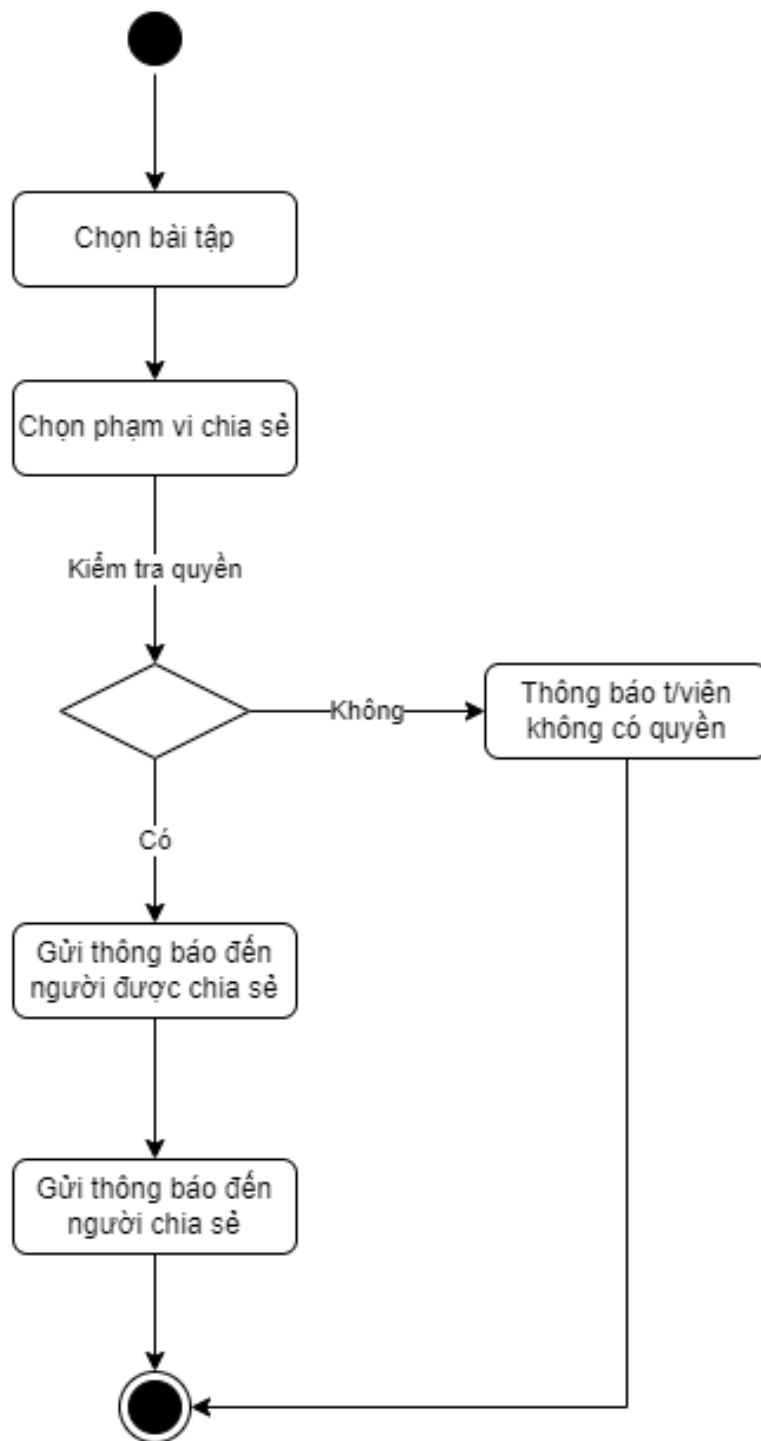 Chọn bài tập
Chọn phạm vi chia sẻ
Kiểm tra quyền
Không
Thông báo t/viên
không có quyền
Có
Gửi thông báo đến
người được chia sẻ
Gửi thông báo đến
người chia sẻ